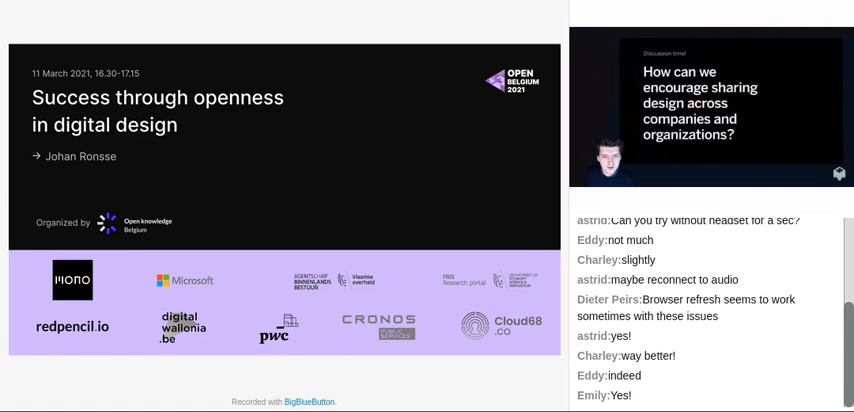 11 March 2021, 16.30-17.15
Success through openness
in digital design
→ Johan Ronsse
OPEN
BELGIUM
2021
Organized by
Open knowledge
Belgium
MONO
Microsoft
AGENTSCHAP
BINNENLANDS
BESTUUR
Vlaamse
overheid
FRIS
Research portal
DEPARTMENT OF
ECONOMY
SCIENCE &
INNOVATION
redpencil.io
digital
wallonia
.be
pwc
CRONOS
PUBLIC
SERVICES
Cloud68
.CO
Recorded with BigBlueButton.
Discussion time!
How can we
encourage sharing
design across
companies and
organizations?
astrid:Can you try without headset for a sec?
Eddy:not much
Charley:slightly
astrid:maybe reconnect to audio
Dieter Peirs:Browser refresh seems to work
sometimes with these issues
astrid:yes!
Charley:way better!
Eddy:indeed
Emily:Yes!